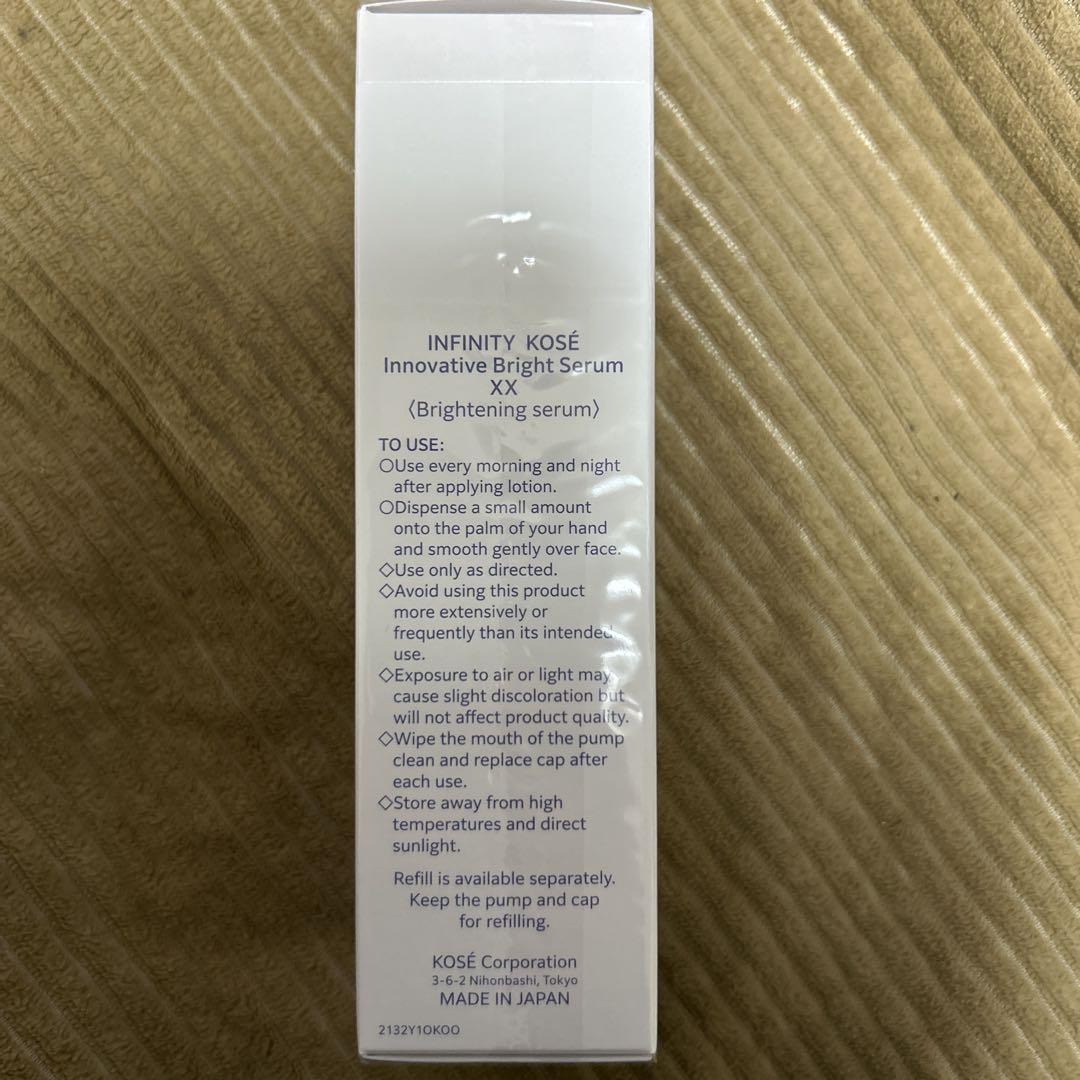 INFINITY KOSÉ
Innovative Bright Serum
XX
〈Brightening serum〉
TO USE:
○Use every morning and night
after applying lotion.
○Dispense a small amount
onto the palm of your hand
and smooth gently over face.
◇Use only as directed.
◇Avoid using this product
more extensively or
frequently than its intended
use.
◇Exposure to air or light may
cause slight discoloration but
will not affect product quality.
◇Wipe the mouth of the pump
clean and replace cap after
each use.
◇Store away from high
temperatures and direct
sunlight.
Refill is available separately.
Keep the pump and cap
for refilling.
KOSÉ Corporation
3-6-2 Nihonbashi, Tokyo
MADE IN JAPAN
2132Y1OKOO